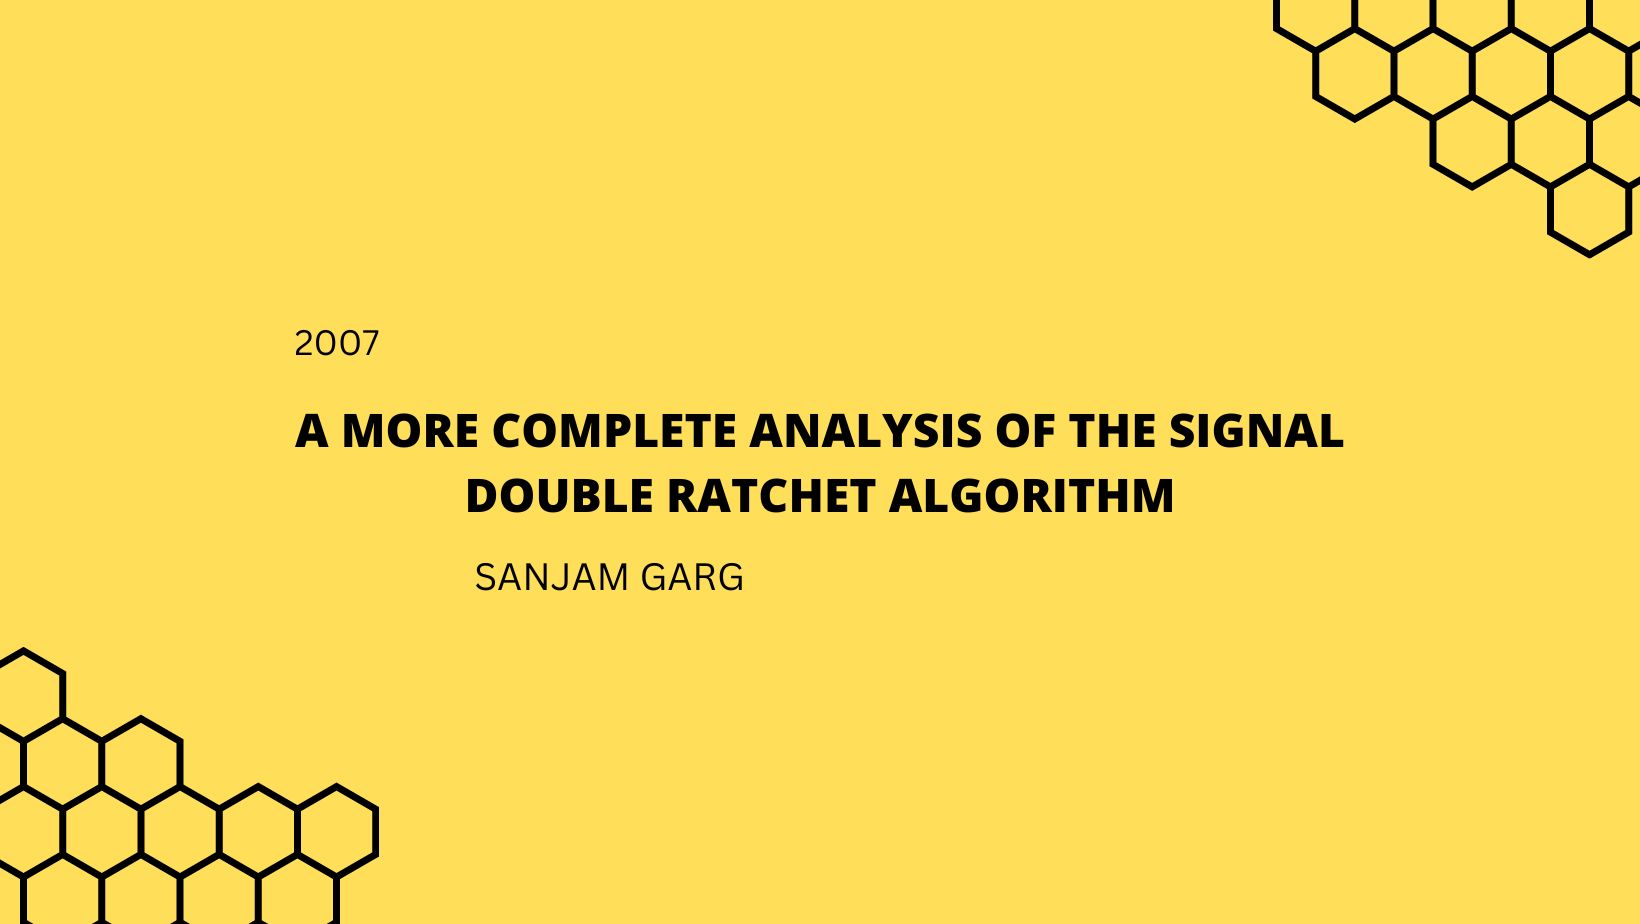 2007
A MORE COMPLETE ANALYSIS OF THE SIGNAL
DOUBLE RATCHET ALGORITHM
SANJAM GARG